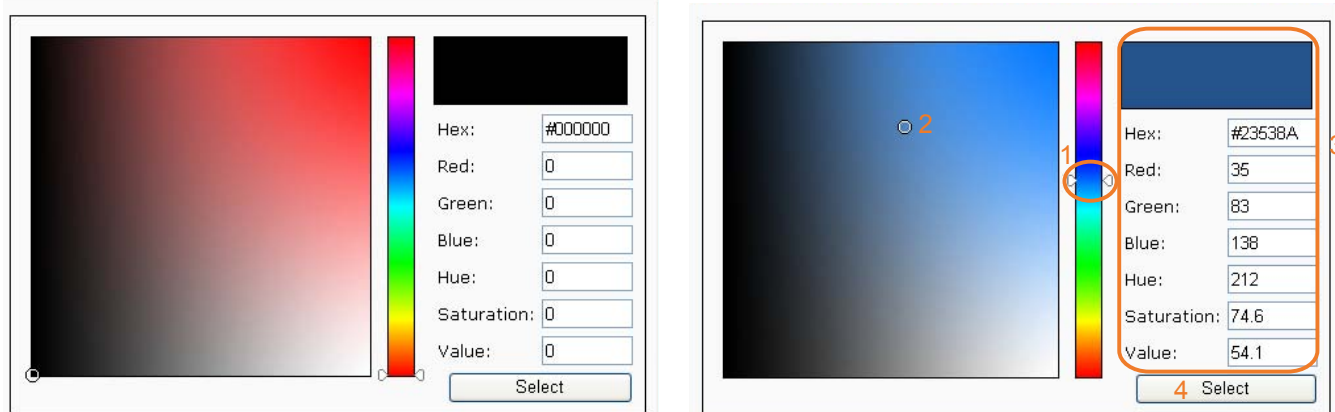 Hex: #000000
Red: 0
Green: 0
Blue: 0
Hue: 0
Saturation: 0
Value: 0
Select
1
2
Hex: #23538A
Red: 35
Green: 83
Blue: 138
Hue: 212
Saturation: 74.6
Value: 54.1
4 Select